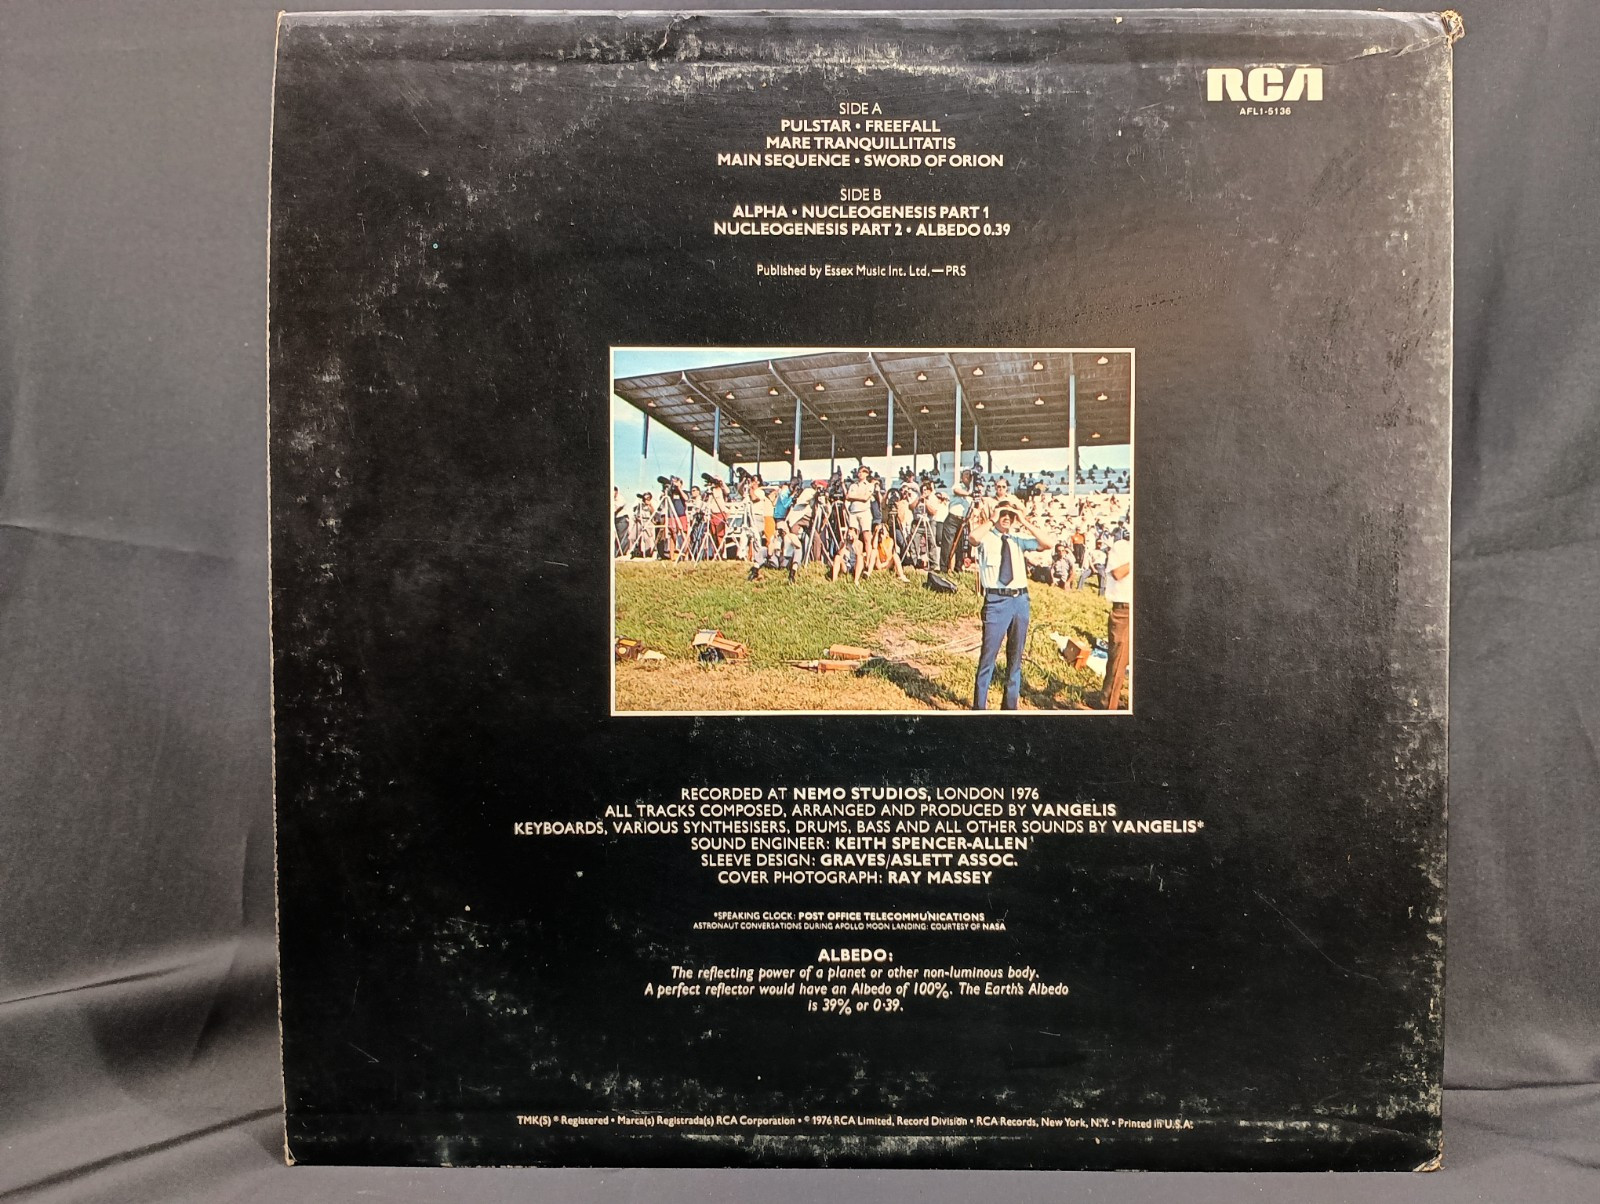 RCA
AFL1-5136
SIDE A
PULSTAR • FREEFALL
MARE TRANQUILLITATIS
MAIN SEQUENCE • SWORD OF ORION
SIDE B
ALPHA • NUCLEOGENESIS PART 1
NUCLEOGENESIS PART 2 • ALBEDO 0.39
Published by Essex Music Int. Ltd.—PRS
RECORDED AT NEMO STUDIOS, LONDON 1976
ALL TRACKS COMPOSED, ARRANGED AND PRODUCED BY VANGELIS
KEYBOARDS, VARIOUS SYNTHESISERS, DRUMS, BASS AND ALL OTHER SOUNDS BY VANGELIS*
SOUND ENGINEER: KEITH SPENCER-ALLEN
SLEEVE DESIGN: GRAVES/ASLETT ASSOC.
COVER PHOTOGRAPH: RAY MASSEY
*SPEAKING CLOCK: POST OFFICE TELECOMMUNICATIONS
ASTRONAUT CONVERSATIONS DURING APOLLO MOON LANDING: COURTESY OF NASA
ALBEDO:
The reflecting power of a planet or other non-luminous body.
A perfect reflector would have an Albedo of 100%. The Earth's Albedo
is 39% or 0·39.
TMK(S) ® Registered • Marca(s) Registrada(s) RCA Corporation • © 1976 RCA Limited, Record Division • RCA Records, New York, N.Y. • Printed in U.S.A.